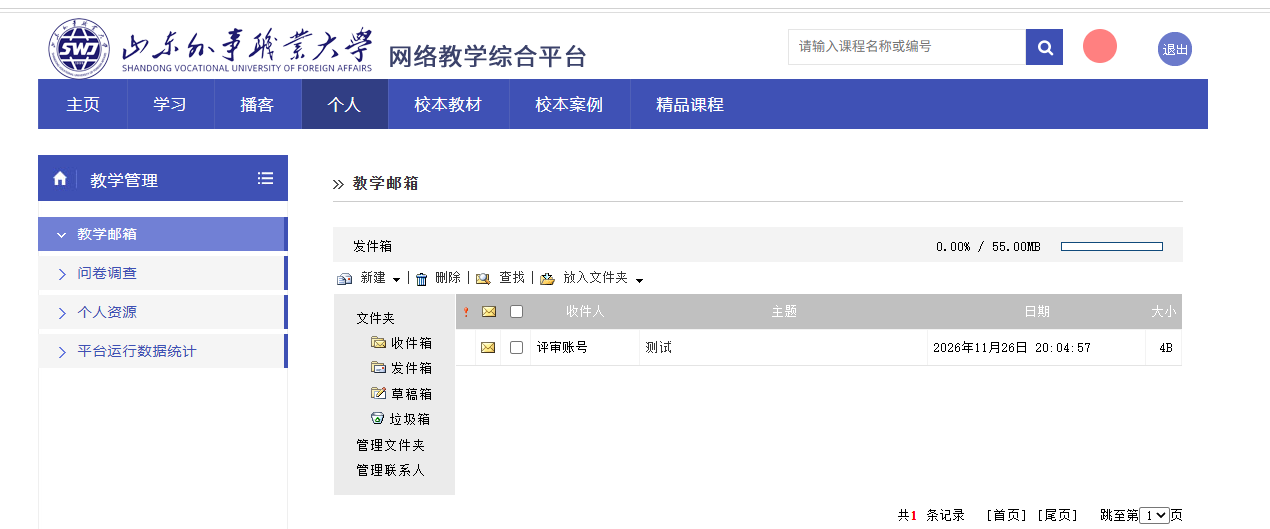 山东外事职业大学
SHANDONG VOCATIONAL UNIVERSITY OF FOREIGN AFFAIRS
网络教学综合平台
请输入课程名称或编号
退出
主页 学习 播客 个人 校本教材 校本案例 精品课程
教学管理
教学邮箱
问卷调查
个人资源
平台运行数据统计
教学邮箱
发件箱 0.00% / 55.00MB
新建 | 删除 | 查找 | 放入文件夹
文件夹
收件箱
发件箱
草稿箱
垃圾箱
管理文件夹
管理联系人
收件人 主题 日期 大小
评审账号 测试 2026年11月26日 20:04:57 4B
共1 条记录 [首页] [尾页] 跳至第1页